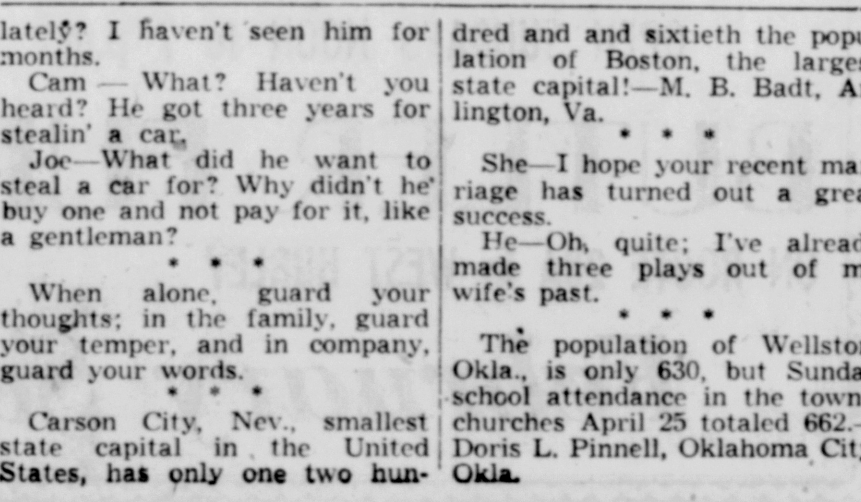 lately? I haven't seen him for
months.
Cam — What? Haven't you
heard? He got three years for
stealin' a car.
Joe—What did he want to
steal a car for? Why didn't he
buy one and not pay for it, like
a gentleman?
* * *
When alone, guard your
thoughts; in the family, guard
your temper, and in company,
guard your words.
* * *
Carson City, Nev., smallest
state capital in the United
States, has only one two hun-
dred and and sixtieth the popu
lation of Boston, the large
state capital!—M. B. Badt, A
lington, Va.
* * *
She—I hope your recent ma
riage has turned out a grea
success.
He—Oh, quite; I've alread
made three plays out of m
wife's past.
* * *
The population of Wellsto
Okla., is only 630, but Sunda
school attendance in the town
churches April 25 totaled 662.—
Doris L. Pinnell, Oklahoma Cit
Okla.